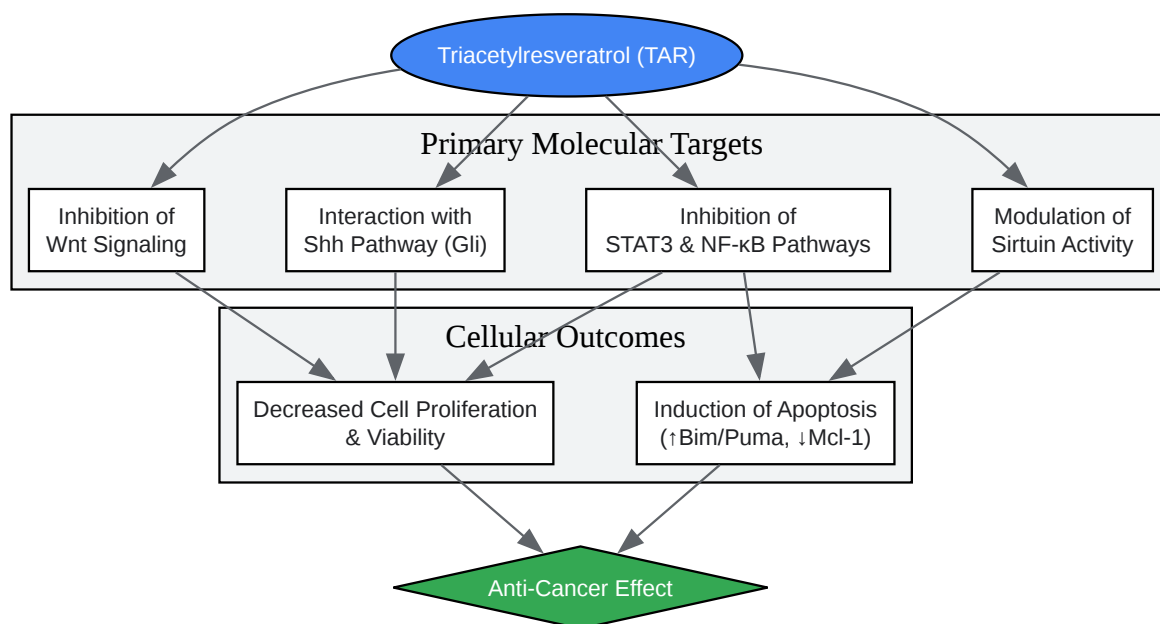 Triacetylresveratrol (TAR)
Primary Molecular Targets
Inhibition of
Wnt Signaling
Interaction with
Shh Pathway (Gli)
Inhibition of
STAT3 & NF-κB Pathways
Modulation of
Sirtuin Activity
Cellular Outcomes
Decreased Cell Proliferation
& Viability
Induction of Apoptosis
(↑Bim/Puma, ↓Mcl-1)
Anti-Cancer Effect